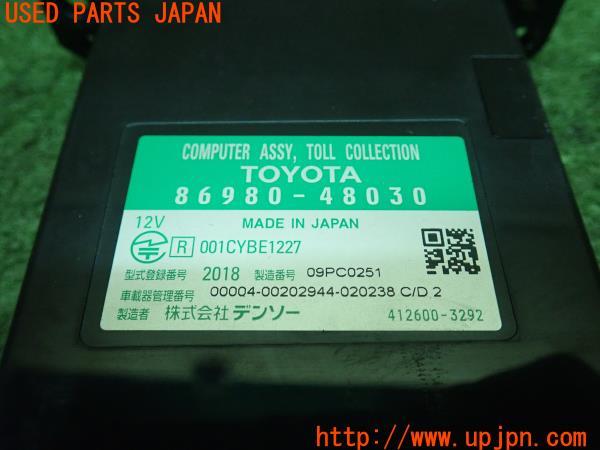 USED PARTS JAPAN
COMPUTER ASSY, TOLL COLLECTION
TOYOTA
86980-48030
12V
MADE IN JAPAN
R 001CYBE1227
型式登録番号 2018 製造番号 09PC0251
車載器管理番号 00004-00202944-020238 C/D 2
製造者 株式会社 デンソー 412600-3292
http://www.upjpn.com/